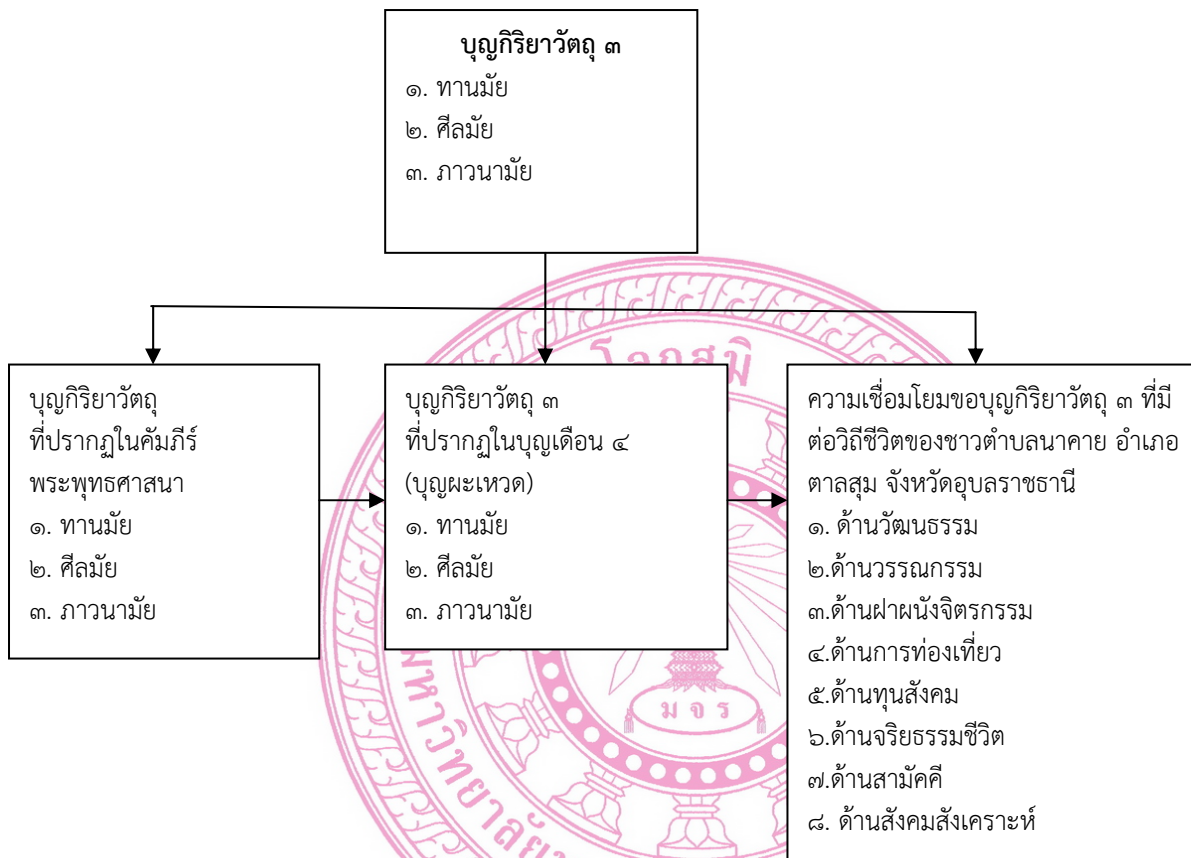 บุญกิริยาวัตถุ ๓
๑. ทานมัย
๒. ศีลมัย
๓. ภาวนามัย
บุญกิริยาวัตถุ
ที่ปรากฏในคัมภีร์
พระพุทธศาสนา
๑. ทานมัย
๒. ศีลมัย
๓. ภาวนามัย
บุญกิริยาวัตถุ ๓
ที่ปรากฏในบุญเดือน ๔
(บุญผะเหวด)
๑. ทานมัย
๒. ศีลมัย
๓. ภาวนามัย
ความเชื่อมโยมขอบุญกิริยาวัตถุ ๓ ที่มี
ต่อวิถีชีวิตของชาวตำบลนาคาย อำเภอ
ตาลสุม จังหวัดอุบลราชธานี
๑. ด้านวัฒนธรรม
๒.ด้านวรรณกรรม
๓.ด้านฝาผนังจิตรกรรม
๔.ด้านการท่องเที่ยว
๕.ด้านทุนสังคม
๖.ด้านจริยธรรมชีวิต
๗.ด้านสามัคคี
๘. ด้านสังคมสังเคราะห์
มจร
มหาวิทยาลัย